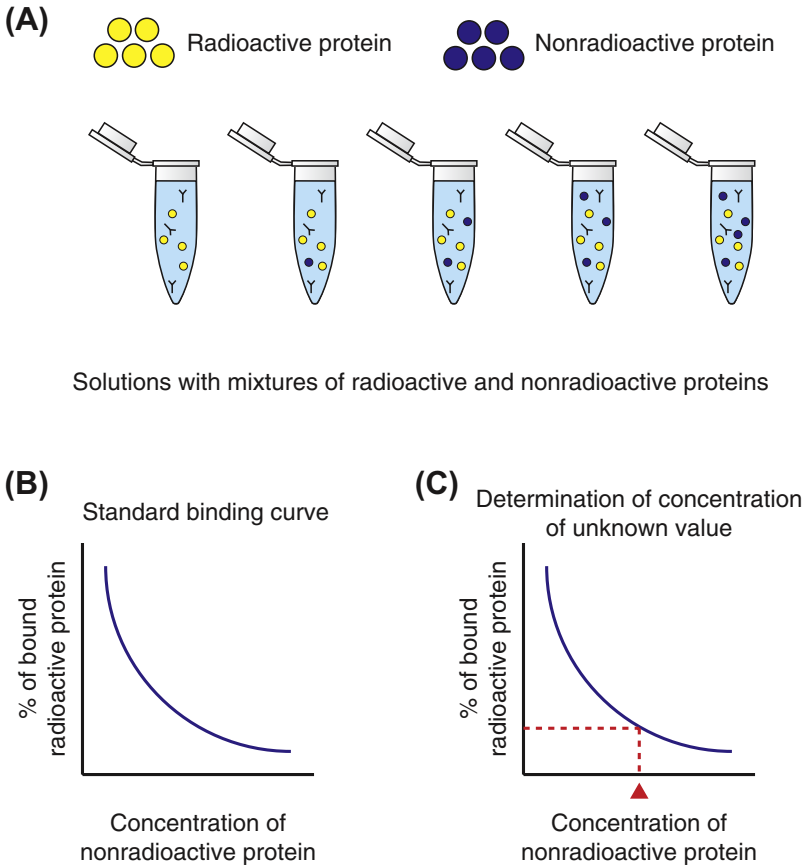 (A)
Radioactive protein
Nonradioactive protein
Solutions with mixtures of radioactive and nonradioactive proteins
(B)
Standard binding curve
% of bound
radioactive protein
Concentration of
nonradioactive protein
(C)
Determination of concentration
of unknown value
% of bound
radioactive protein
Concentration of
nonradioactive protein